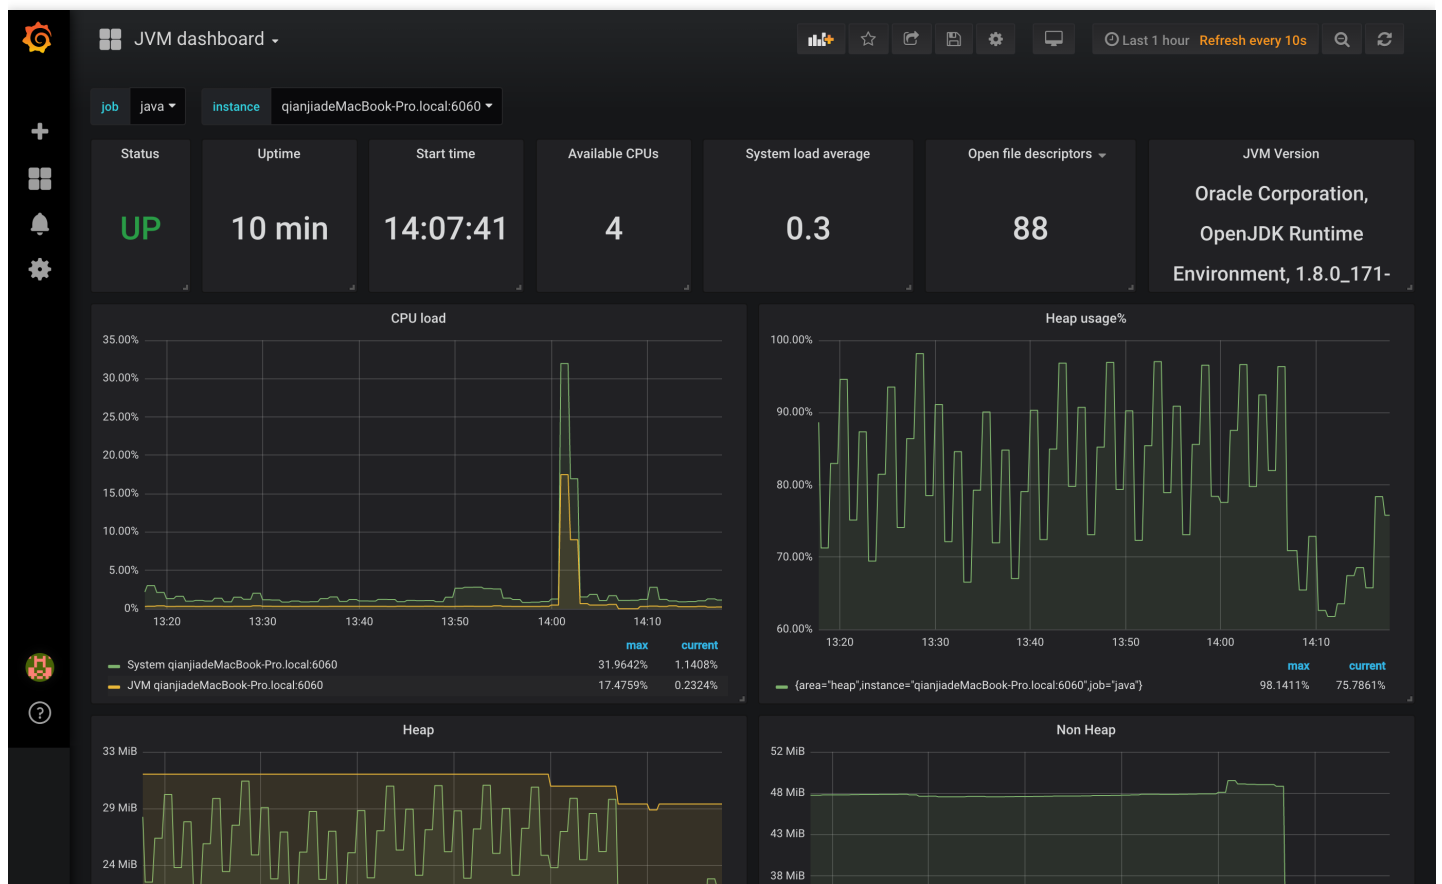 JVM dashboard
Last 1 hour Refresh every 10s
job java instance qianjiadeMacBook-Pro.local:6060
Status
UP
Uptime
10 min
Start time
14:07:41
Available CPUs
4
System load average
0.3
Open file descriptors
88
JVM Version
Oracle Corporation,
OpenJDK Runtime
Environment, 1.8.0_171-
CPU load
35.00%
30.00%
25.00%
20.00%
15.00%
10.00%
5.00%
0%
13:20 13:30 13:40 13:50 14:00 14:10
max current
System qianjiadeMacBook-Pro.local:6060 31.9642% 1.1408%
JVM qianjiadeMacBook-Pro.local:6060 17.4759% 0.2324%
Heap usage%
100.00%
90.00%
80.00%
70.00%
60.00%
13:20 13:30 13:40 13:50 14:00 14:10
max current
{area="heap",instance="qianjiadeMacBook-Pro.local:6060",job="java"} 98.1411% 75.7861%
Heap
33 MiB
29 MiB
24 MiB
Non Heap
52 MiB
48 MiB
43 MiB
38 MiB